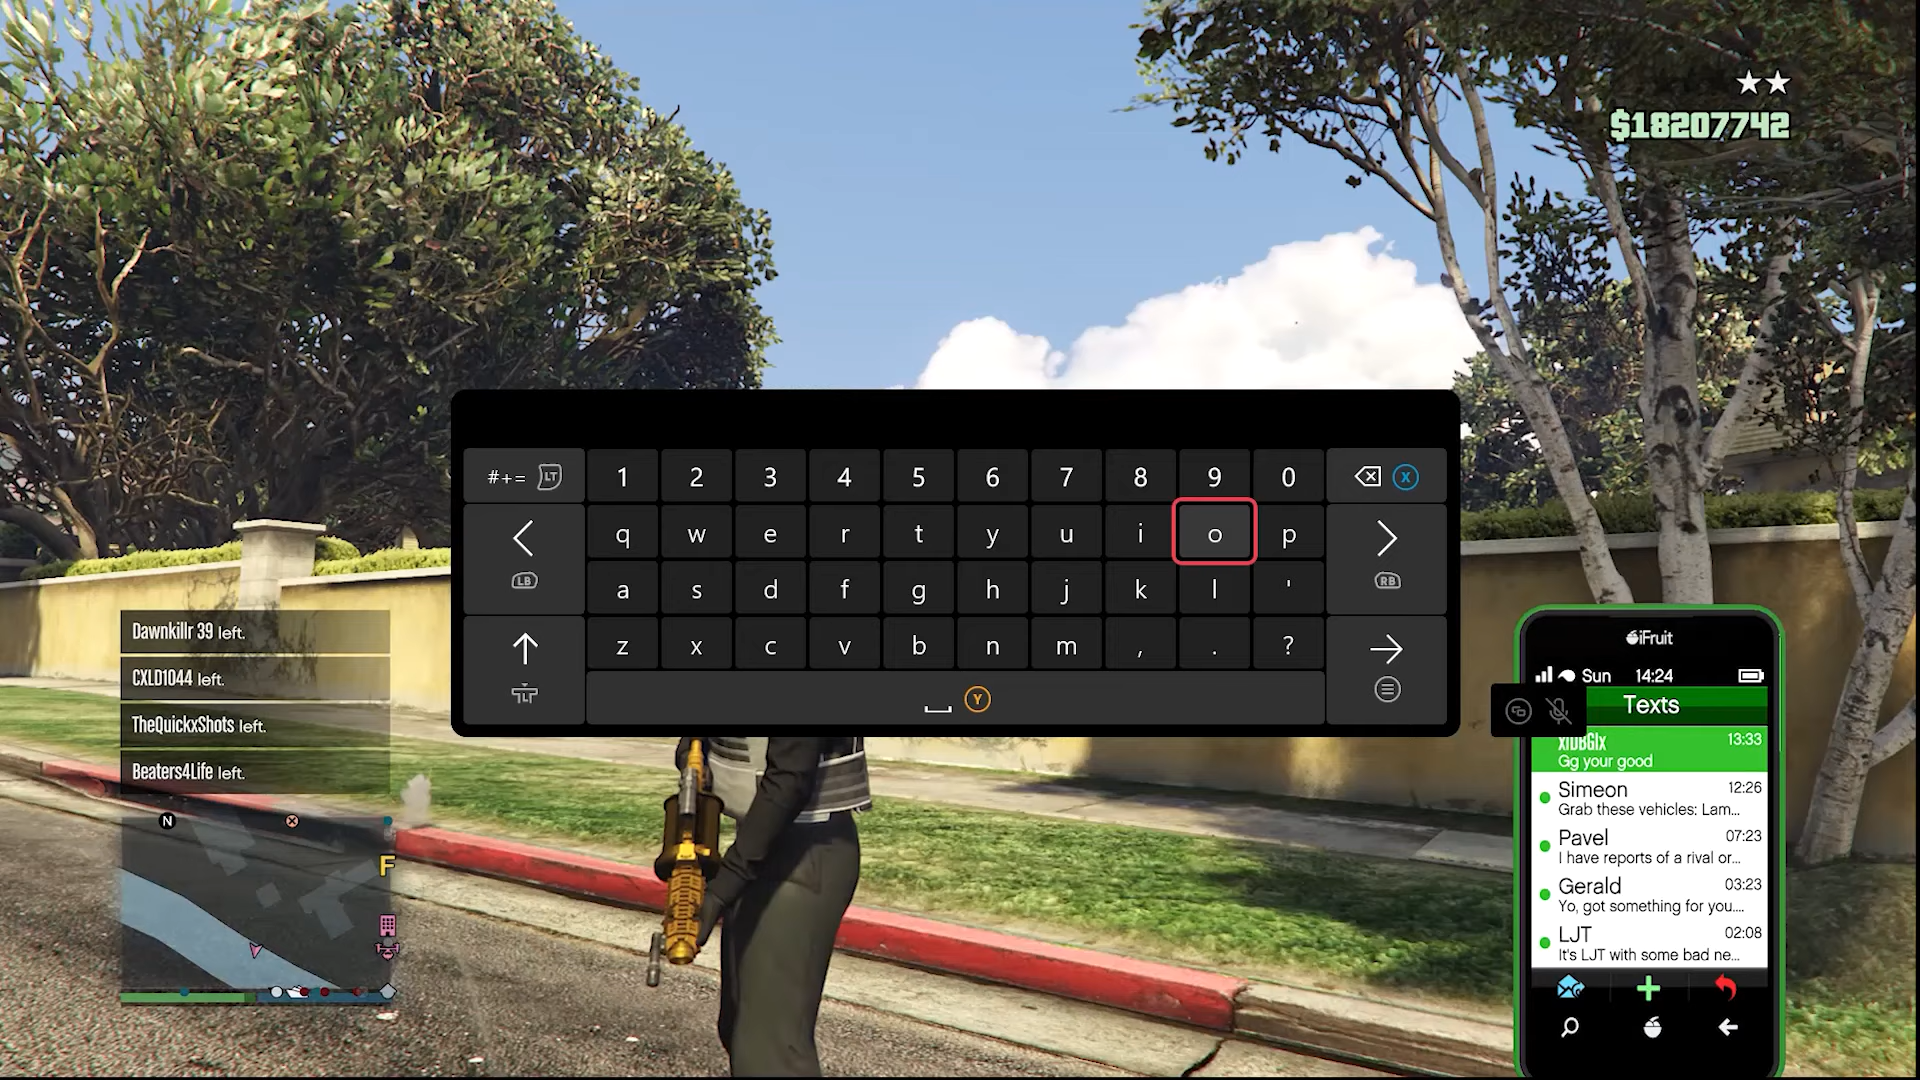 $18207742
#+= LT 1 2 3 4 5 6 7 8 9 0 X
q w e r t y u i o p
LB a s d f g h j k l ' RB
z x c v b n m , . ?
Y
Dawnkillr 39 left.
CXLD1044 left.
TheQuickxShots left.
Beaters4Life left.
N
F
iFruit
Sun 14:24
Texts
xIDBGIx 13:33
Gg your good
Simeon 12:26
Grab these vehicles: Lam...
Pavel 07:23
I have reports of a rival or...
Gerald 03:23
Yo, got something for you....
LJT 02:08
It's LJT with some bad ne...